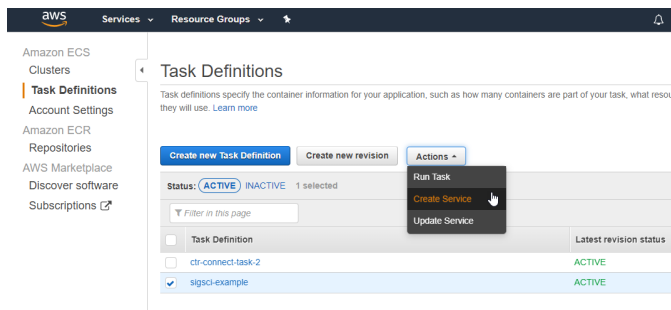 aws
Services
Resource Groups
Amazon ECS
Clusters
Task Definitions
Account Settings
Amazon ECR
Repositories
AWS Marketplace
Discover software
Subscriptions
Task Definitions
Task definitions specify the container information for your application, such as how many containers are part of your task, what resou
they will use. Learn more
Create new Task Definition
Create new revision
Actions
Run Task
Create Service
Update Service
Status: ACTIVE INACTIVE 1 selected
Filter in this page
Task Definition
Latest revision status
ctr-connect-task-2
ACTIVE
sigsci-example
ACTIVE